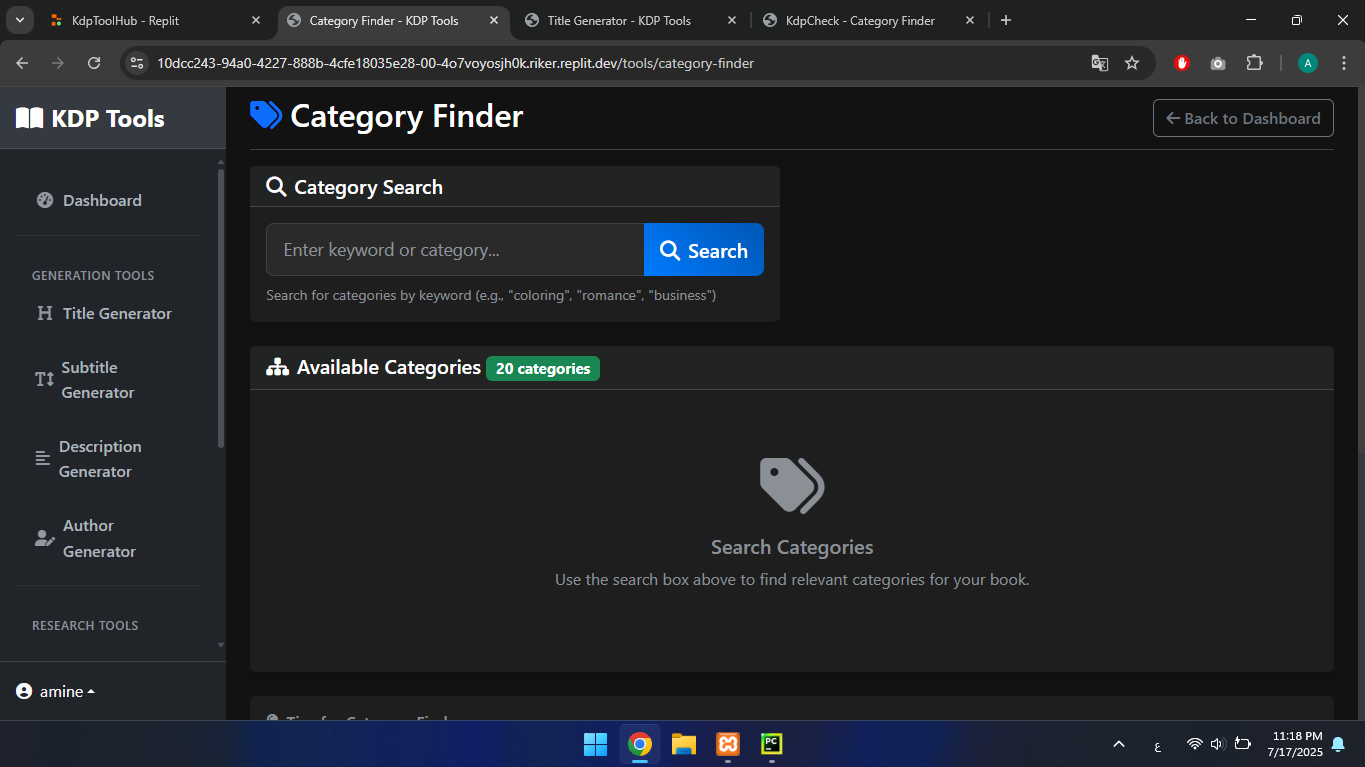 KdpToolHub - Replit
Category Finder - KDP Tools
Title Generator - KDP Tools
KdpCheck - Category Finder
10dcc243-94a0-4227-888b-4cfe18035e28-00-4o7voyosjh0k.riker.replit.dev/tools/category-finder
A
KDP Tools
Dashboard
GENERATION TOOLS
Title Generator
Subtitle
Generator
Description
Generator
Author
Generator
RESEARCH TOOLS
amine
Category Finder
Back to Dashboard
Category Search
Enter keyword or category...
Search
Search for categories by keyword (e.g., "coloring", "romance", "business")
Available Categories 20 categories
Search Categories
Use the search box above to find relevant categories for your book.
PC
ع
11:18 PM
7/17/2025